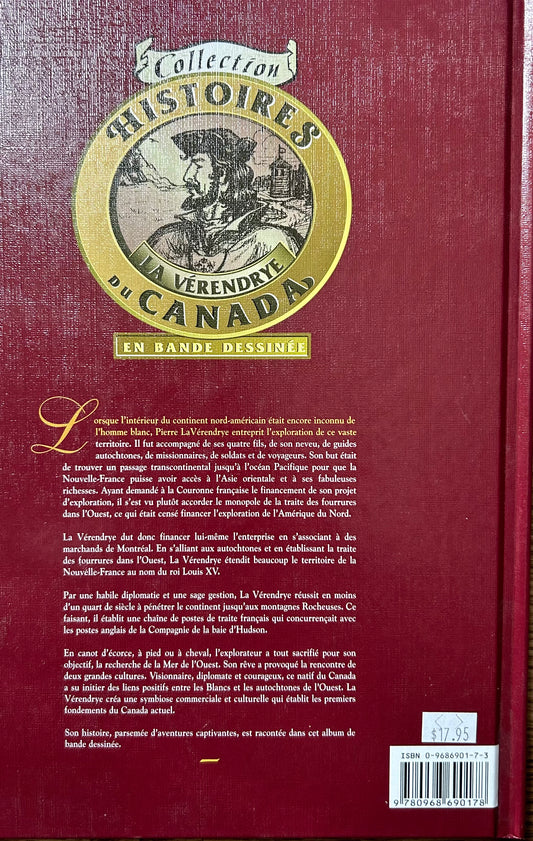 Collection
HISTOIRES
LA VÉRENDRYE
DU CANADA
EN BANDE DESSINÉE
Lorsque l'intérieur du continent nord-américain était encore inconnu de
l'homme blanc, Pierre LaVérendrye entreprit l'exploration de ce vaste
territoire. Il fut accompagné de ses quatre fils, de son neveu, de guides
autochtones, de missionnaires, de soldats et de voyageurs. Son but était
de trouver un passage transcontinental jusqu'à l'océan Pacifique pour que la
Nouvelle-France puisse avoir accès à l'Asie orientale et à ses fabuleuses
richesses. Ayant demandé à la Couronne française le financement de son projet
d'exploration, il s'est vu plutôt accorder le monopole de la traite des fourrures
dans l'Ouest, ce qui était censé financer l'exploration de l'Amérique du Nord.
La Vérendrye dut donc financer lui-même l'enterprise en s'associant à des
marchands de Montréal. En s'alliant aux autochtones et en établissant la traite
des fourrures dans l'Ouest, La Vérendrye étendit beaucoup le territoire de la
Nouvelle-France au nom du roi Louis XV.
Par une habile diplomatie et une sage gestion, La Vérendrye réussit en moins
d'un quart de siècle à pénétrer le continent jusqu'aux montagnes Rocheuses. Ce
faisant, il établit une chaîne de postes de traite français qui concurrençait avec
les postes anglais de la Compagnie de la baie d'Hudson.
En canot d'écorce, à pied ou à cheval, l'explorateur a tout sacrifié pour son
objectif, la recherche de la Mer de l'Ouest. Son rêve a provoqué la rencontre de
deux grandes cultures. Visionnaire, diplomate et courageux, ce natif du Canada
a su initier des liens positifs entre les Blancs et les autochtones de l'Ouest. La
Vérendrye créa une symbiose commerciale et culturelle qui établit les premiers
fondements du Canada actuel.
Son histoire, parsemée d'aventures captivantes, est racontée dans cet album de
bande dessinée.
$17.95
ISBN 0-9686901-7-3
9 780968 690178